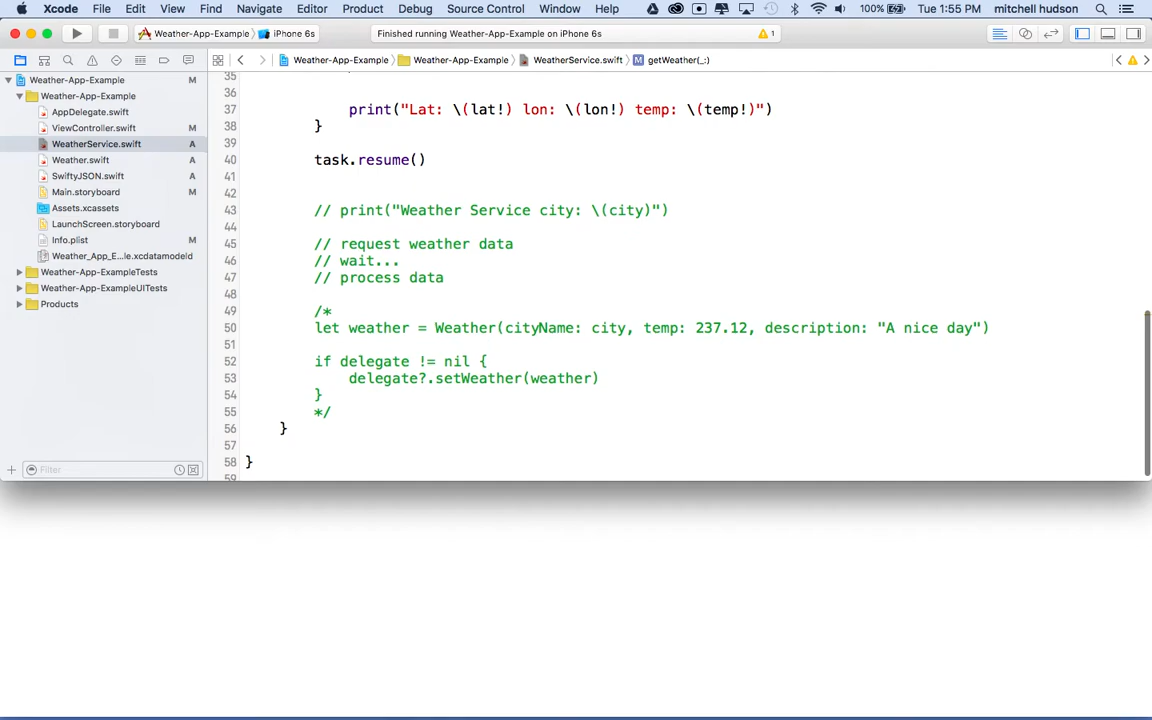 Xcode File Edit View Find Navigate Editor Product Debug Source Control Window Help 100% Tue 1:55 PM mitchell hudson
Weather-App-Example iPhone 6s Finished running Weather-App-Example on iPhone 6s 1
Weather-App-Example Weather-App-Example WeatherService.swift M getWeather(_:)
Weather-App-Example M
Weather-App-Example
AppDelegate.swift
ViewController.swift M
WeatherService.swift A
Weather.swift A
SwiftyJSON.swift A
Main.storyboard M
Assets.xcassets
LaunchScreen.storyboard
Info.plist M
Weather_App_E...le.xcdatamodeld
Weather-App-ExampleTests
Weather-App-ExampleUITests
Products
Filter
35
36
37 print("Lat: \(lat!) lon: \(lon!) temp: \(temp!)")
38 }
39
40 task.resume()
41
42
43 // print("Weather Service city: \(city)")
44
45 // request weather data
46 // wait...
47 // process data
48
49 /*
50 let weather = Weather(cityName: city, temp: 237.12, description: "A nice day")
51
52 if delegate != nil {
53 delegate?.setWeather(weather)
54 }
55 */
56 }
57
58 }
59